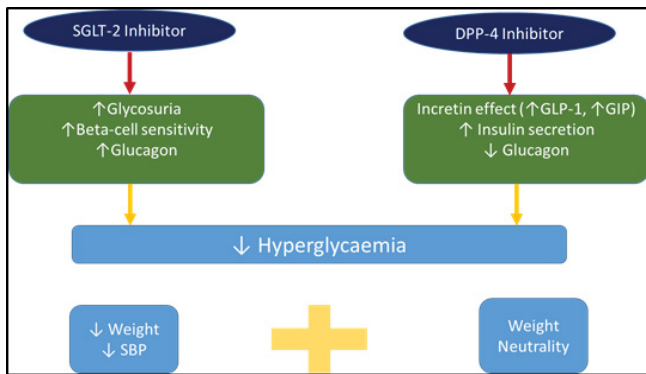 SGLT-2 Inhibitor
DPP-4 Inhibitor
↑Glycosuria
↑Beta-cell sensitivity
↑Glucagon
Incretin effect (↑GLP-1, ↑GIP)
↑ Insulin secretion
↓ Glucagon
↓ Hyperglycaemia
↓ Weight
↓ SBP
Weight
Neutrality